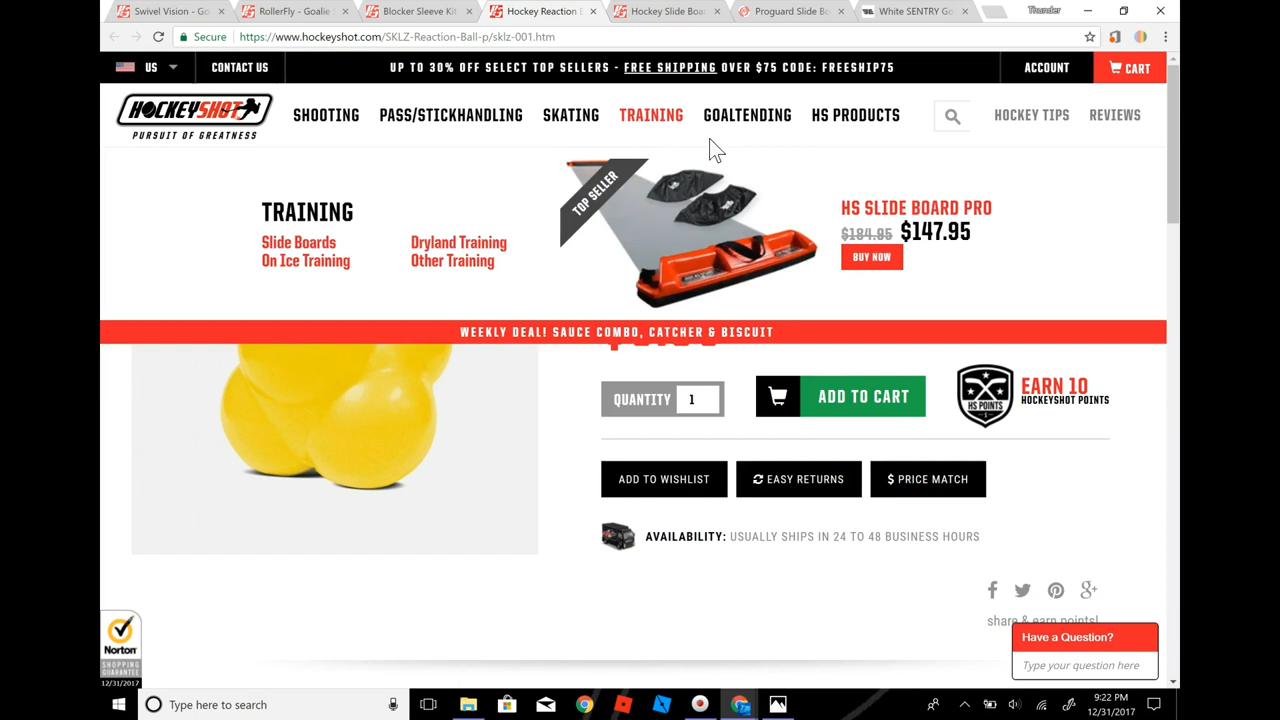 Swivel Vision - Go
RollerFly - Goalie
Blocker Sleeve Kit
Hockey Reaction
Hockey Slide Boa
Proguard Slide Bo
White SENTRY Go
Thunder
Secure
https://www.hockeyshot.com/SKLZ-Reaction-Ball-p/sklz-001.htm
US
CONTACT US
UP TO 30% OFF SELECT TOP SELLERS - FREE SHIPPING OVER $75 CODE: FREESHIP75
ACCOUNT
CART
HOCKEYSHOT
PURSUIT OF GREATNESS
SHOOTING
PASS/STICKHANDLING
SKATING
TRAINING
GOALTENDING
HS PRODUCTS
HOCKEY TIPS
REVIEWS
TRAINING
Slide Boards
Dryland Training
On Ice Training
Other Training
TOP SELLER
HS SLIDE BOARD PRO
$184.95 $147.95
BUY NOW
WEEKLY DEAL! SAUCE COMBO, CATCHER & BISCUIT
QUANTITY 1
ADD TO CART
HS POINTS
EARN 10
HOCKEYSHOT POINTS
ADD TO WISHLIST
EASY RETURNS
$ PRICE MATCH
AVAILABILITY: USUALLY SHIPS IN 24 TO 48 BUSINESS HOURS
share & earn points!
Have a Question?
Type your question here
Norton
SHOPPING
GUARANTEE
12/31/2017
Type here to search
9:22 PM
12/31/2017